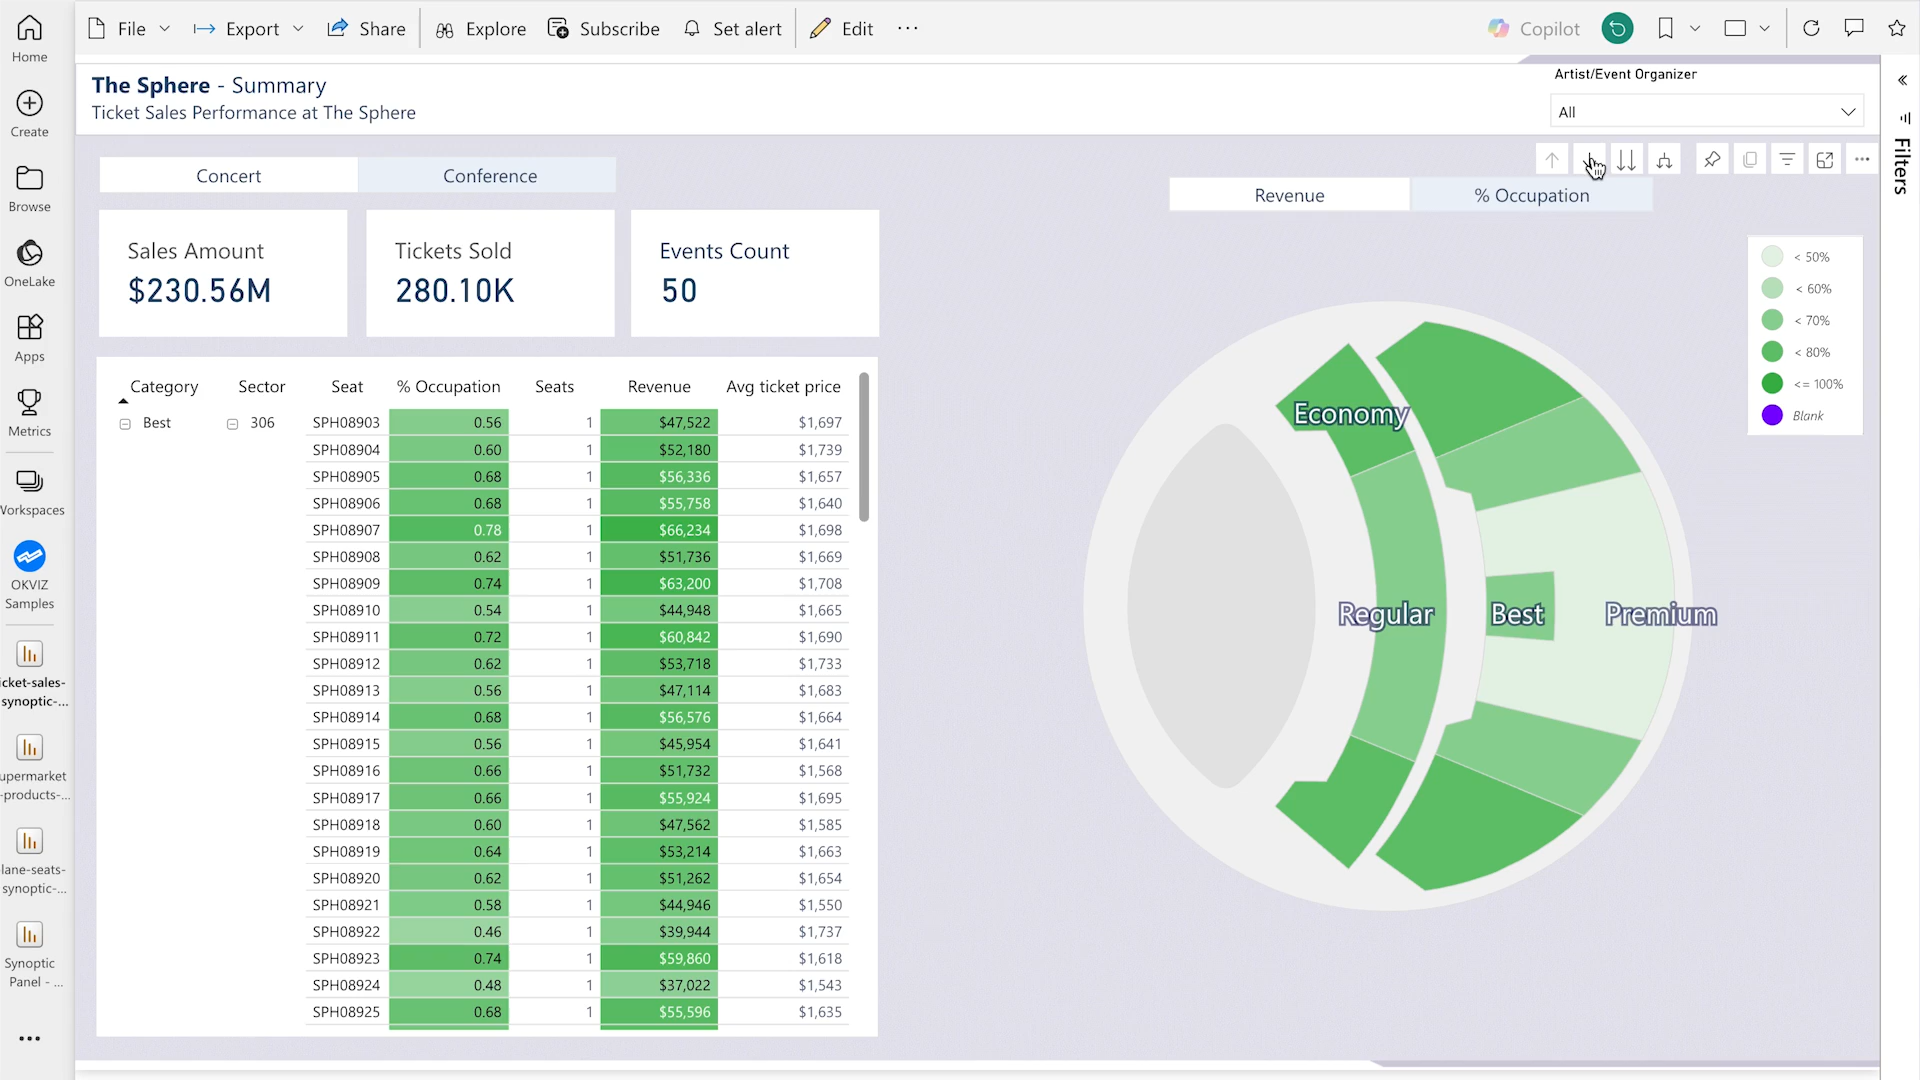 File
Export
Share
Explore
Subscribe
Set alert
Edit
Copilot
Home
Create
Browse
OneLake
Apps
Metrics
Vorkspaces
OKVIZ
Samples
icket-sales-
synoptic-...
upermarket
-products-...
lane-seats-
synoptic-...
Synoptic
Panel - ...
The Sphere - Summary
Ticket Sales Performance at The Sphere
Artist/Event Organizer
All
Filters
Concert Conference
Sales Amount
$230.56M
Tickets Sold
280.10K
Events Count
50
Category Sector Seat % Occupation Seats Revenue Avg ticket price
Best 306 SPH08903 0.56 1 $47,522 $1,697
SPH08904 0.60 1 $52,180 $1,739
SPH08905 0.68 1 $56,336 $1,657
SPH08906 0.68 1 $55,758 $1,640
SPH08907 0.78 1 $66,234 $1,698
SPH08908 0.62 1 $51,736 $1,669
SPH08909 0.74 1 $63,200 $1,708
SPH08910 0.54 1 $44,948 $1,665
SPH08911 0.72 1 $60,842 $1,690
SPH08912 0.62 1 $53,718 $1,733
SPH08913 0.56 1 $47,114 $1,683
SPH08914 0.68 1 $56,576 $1,664
SPH08915 0.56 1 $45,954 $1,641
SPH08916 0.66 1 $51,732 $1,568
SPH08917 0.66 1 $55,924 $1,695
SPH08918 0.60 1 $47,562 $1,585
SPH08919 0.64 1 $53,214 $1,663
SPH08920 0.62 1 $51,262 $1,654
SPH08921 0.58 1 $44,946 $1,550
SPH08922 0.46 1 $39,944 $1,737
SPH08923 0.74 1 $59,860 $1,618
SPH08924 0.48 1 $37,022 $1,543
SPH08925 0.68 1 $55,596 $1,635
Revenue % Occupation
< 50%
< 60%
< 70%
< 80%
<= 100%
Blank
Economy
Regular
Best
Premium